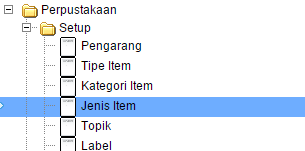 Perpustakaan
Setup
Pengarang
Tipe Item
Kategori Item
Jenis Item
Topik
Label